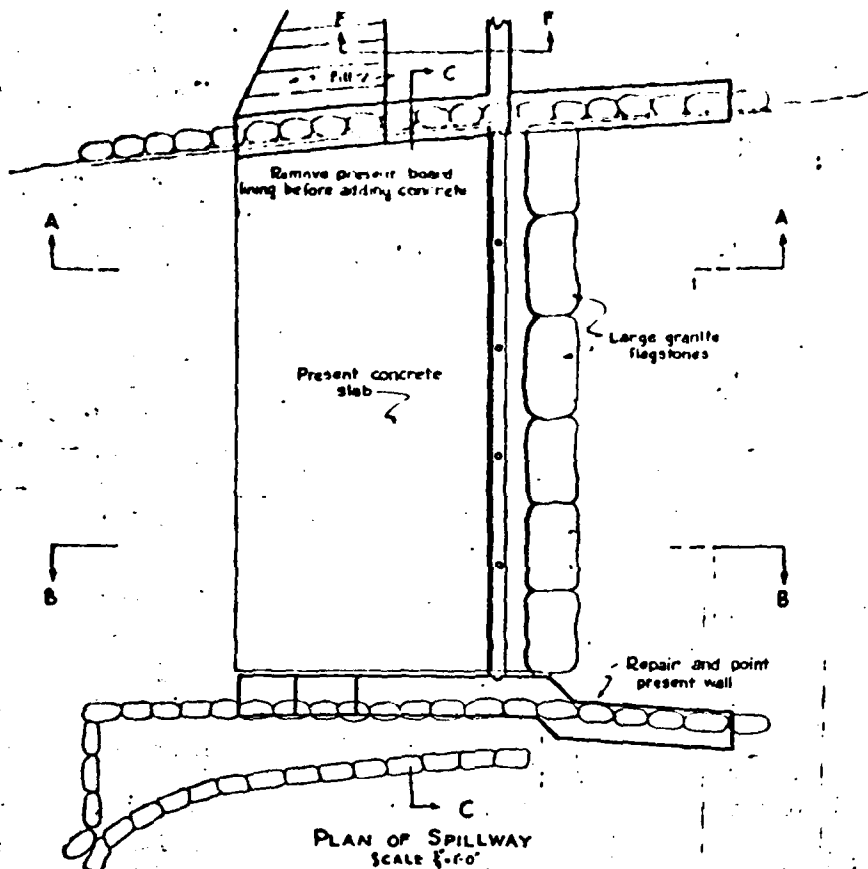 F F
Fill
C
Remove present board
lining before adding concrete
A A
Large granite
flagstones
Present concrete
slab
B B
Repair and point
present wall
C
PLAN OF SPILLWAY
SCALE